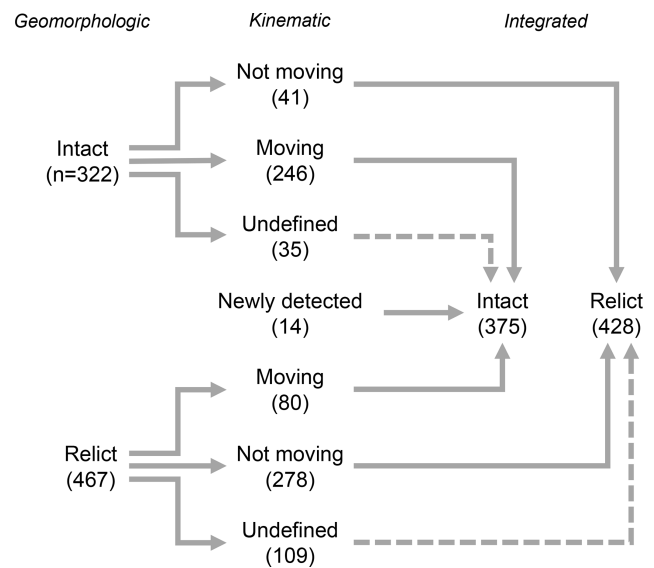 Geomorphologic
Kinematic
Integrated
Not moving
(41)
Intact
(n=322)
Moving
(246)
Undefined
(35)
Newly detected
(14)
Intact
(375)
Relict
(428)
Moving
(80)
Relict
(467)
Not moving
(278)
Undefined
(109)